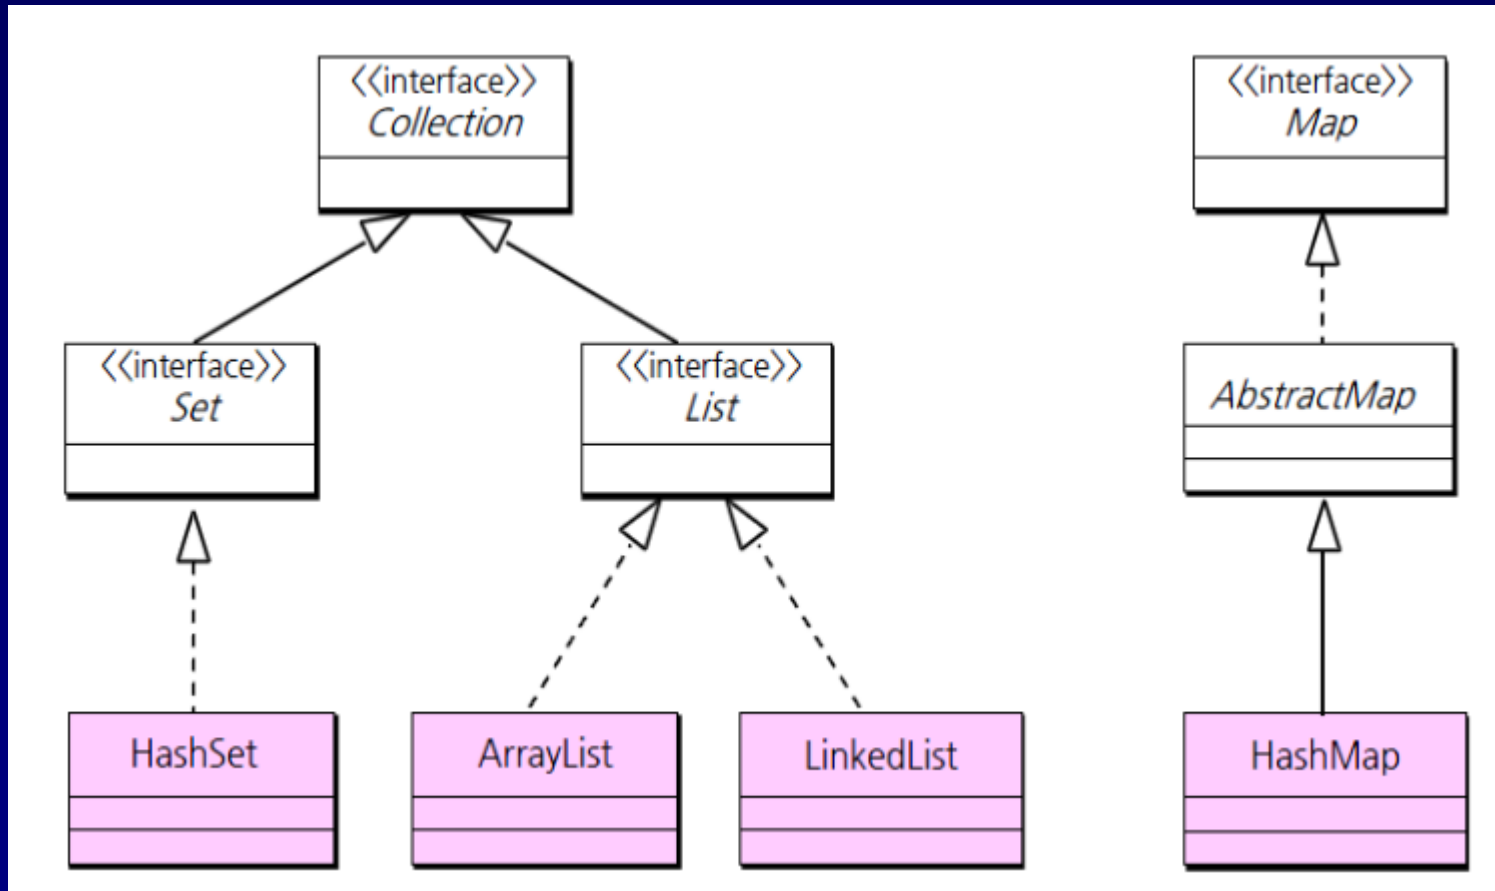 <<interface>>
Collection
<<interface>>
Map
<<interface>>
Set
<<interface>>
List
AbstractMap
HashSet
ArrayList
LinkedList
HashMap